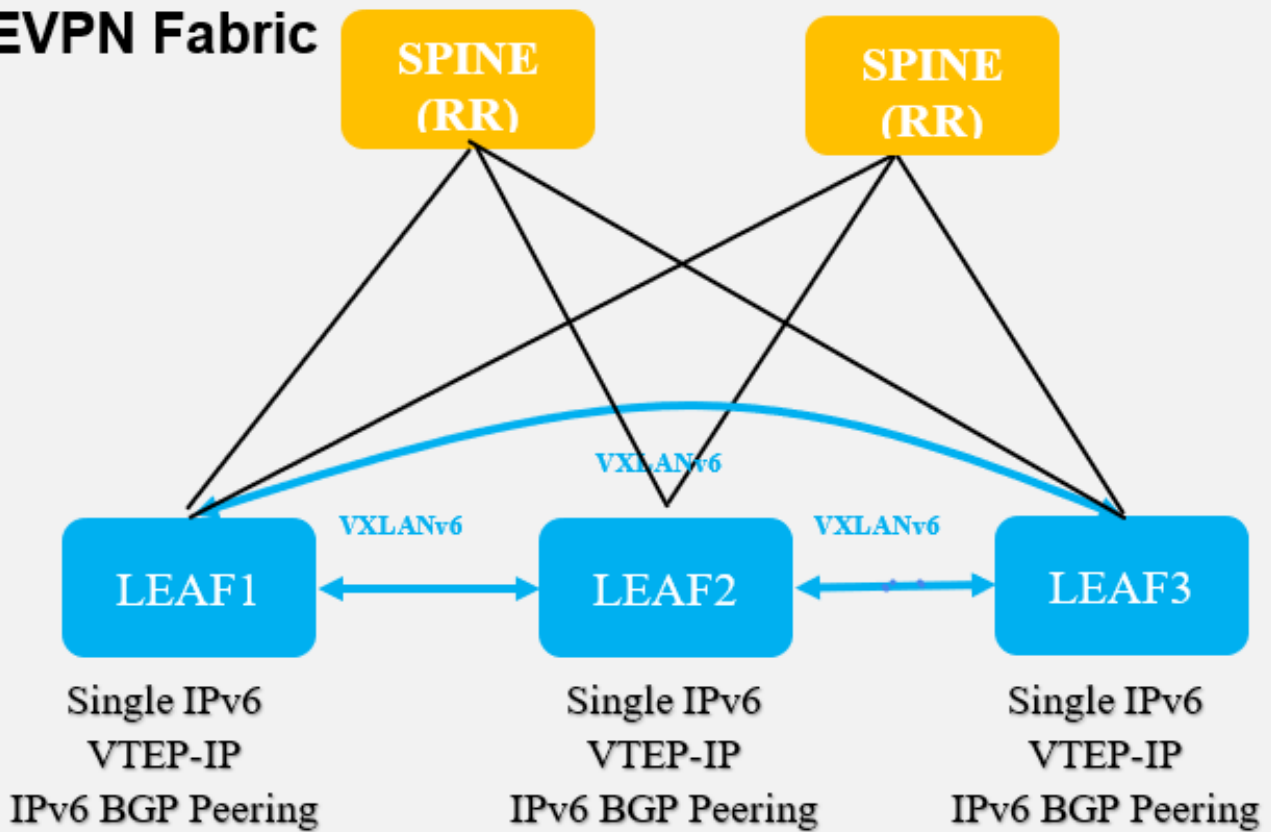 EVPN Fabric
SPINE
(RR)
SPINE
(RR)
VXLANv6
VXLANv6
VXLANv6
LEAF1
LEAF2
LEAF3
Single IPv6
VTEP-IP
IPv6 BGP Peering
Single IPv6
VTEP-IP
IPv6 BGP Peering
Single IPv6
VTEP-IP
IPv6 BGP Peering